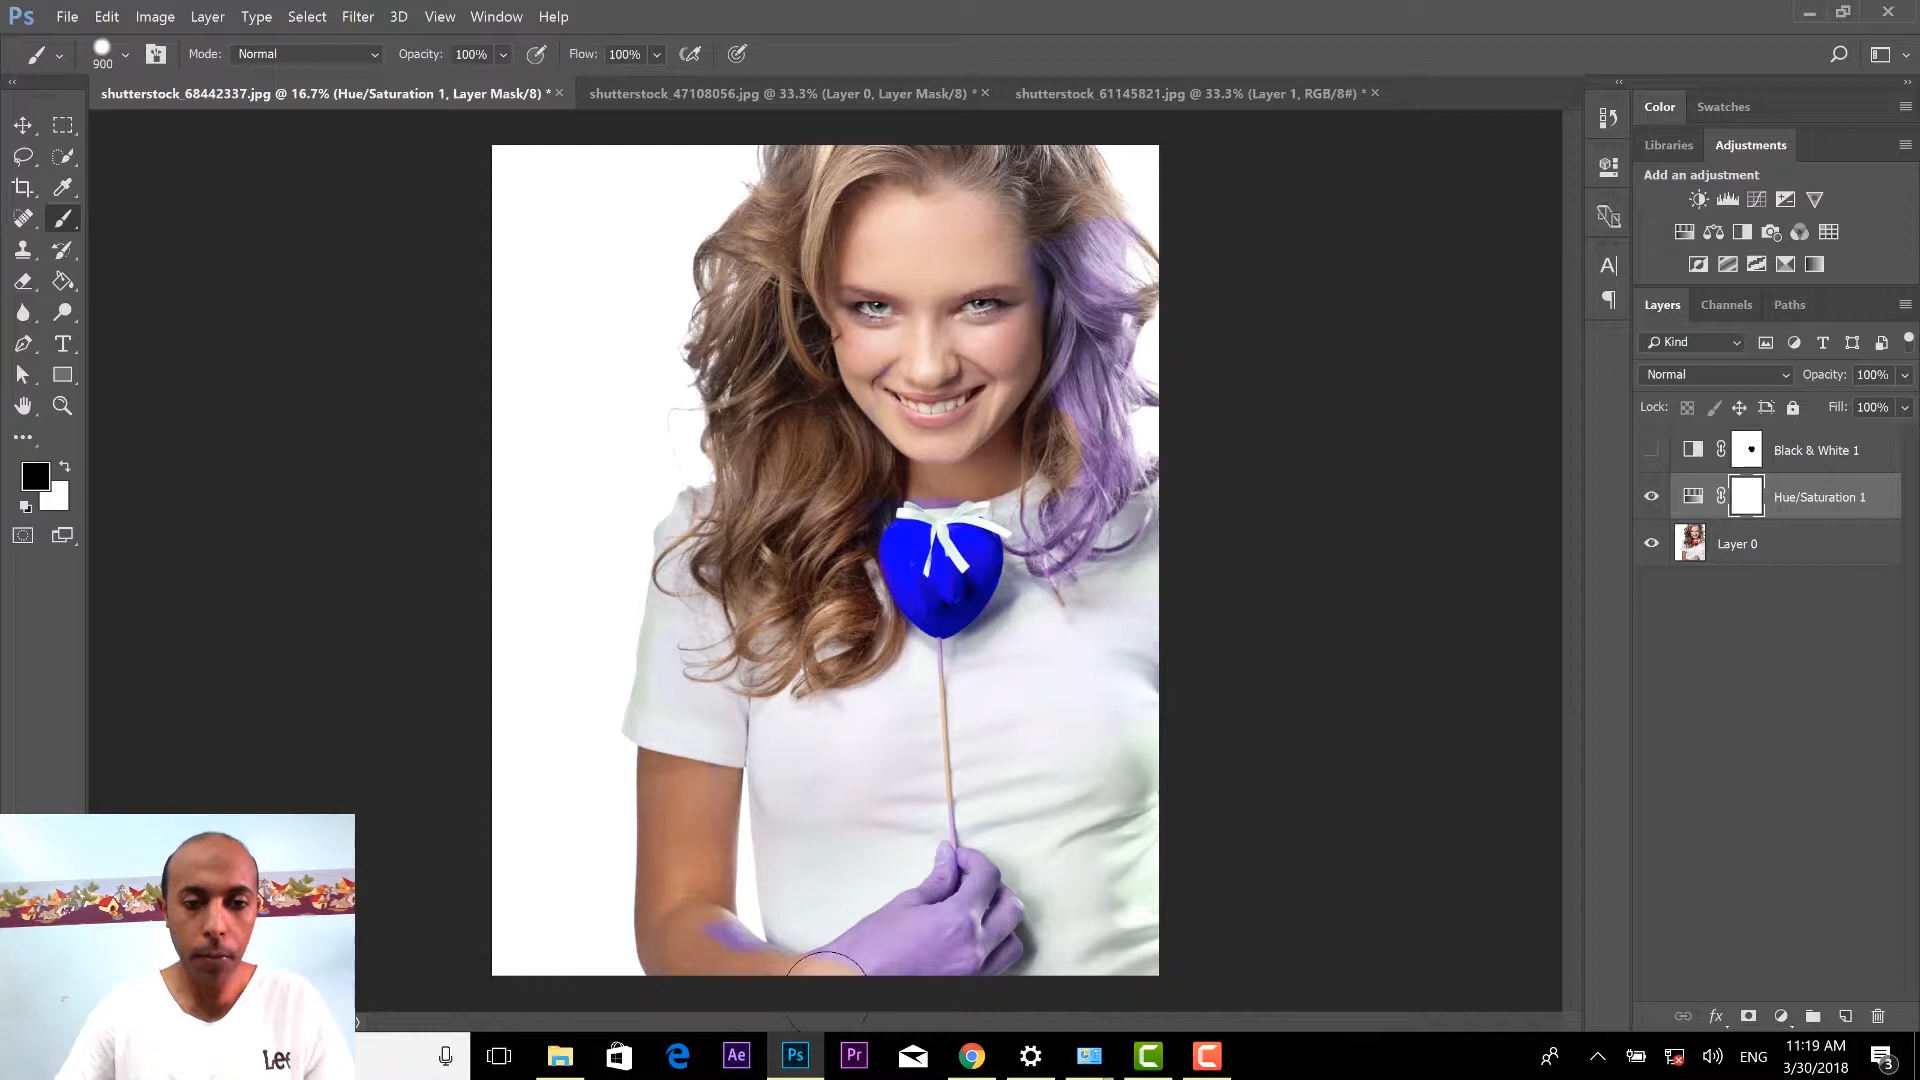 Ps File Edit Image Layer Type Select Filter 3D View Window Help
900 Mode: Normal Opacity: 100% Flow: 100%
shutterstock_68442337.jpg @ 16.7% (Hue/Saturation 1, Layer Mask/8) * shutterstock_47108056.jpg @ 33.3% (Layer 0, Layer Mask/8) * shutterstock_61145821.jpg @ 33.3% (Layer 1, RGB/8#) *
Color Swatches
Libraries Adjustments
Add an adjustment
Layers Channels Paths
Kind
Normal Opacity: 100%
Lock: Fill: 100%
Black & White 1
Hue/Saturation 1
Layer 0
Lee
Ae Ps Pr ENG
11:19 AM
3/30/2018
3